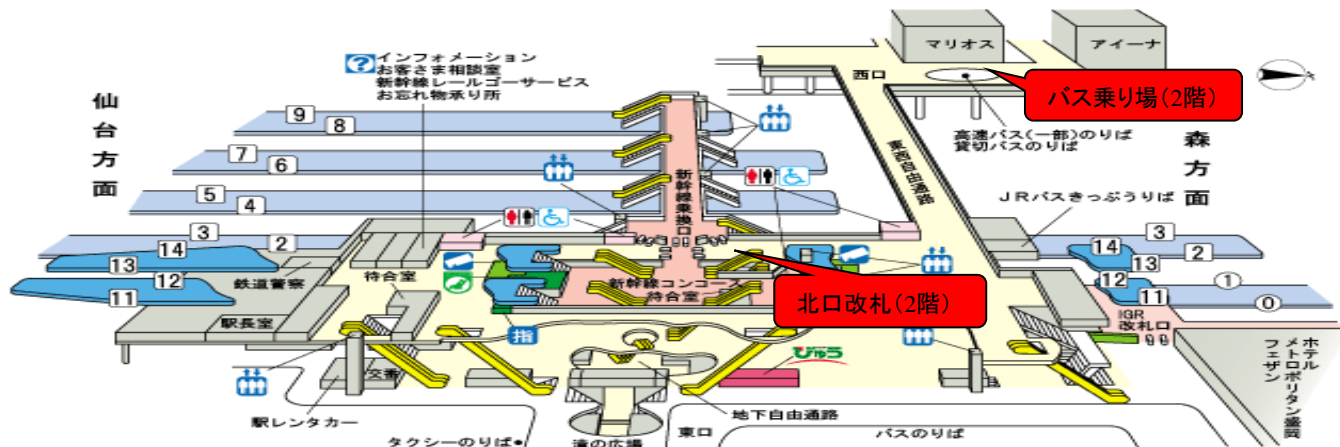 インフォメーション
お客さま相談室
新幹線レールゴーサービス
お忘れ物承り所
マリオス
アイーナ
西口
バス乗り場(2階)
高速バス(一部)のりば
貸切バスのりば
仙台方面
森方面
9
8
7
6
5
4
3
2
14
13
12
11
新幹線乗換口
東西自由通路
JRバスきっぷうりば
3
2
14
13
12
11
1
0
待合室
鉄道警察
待合室
駅長室
新幹線コンコース
待合室
北口改札(2階)
指
びゅう
IGR
改札口
ホテル
メトロポリタン盛岡
フェザン
交番
駅レンタカー
タクシーのりば
滝の広場
東口
地下自由通路
バスのりば